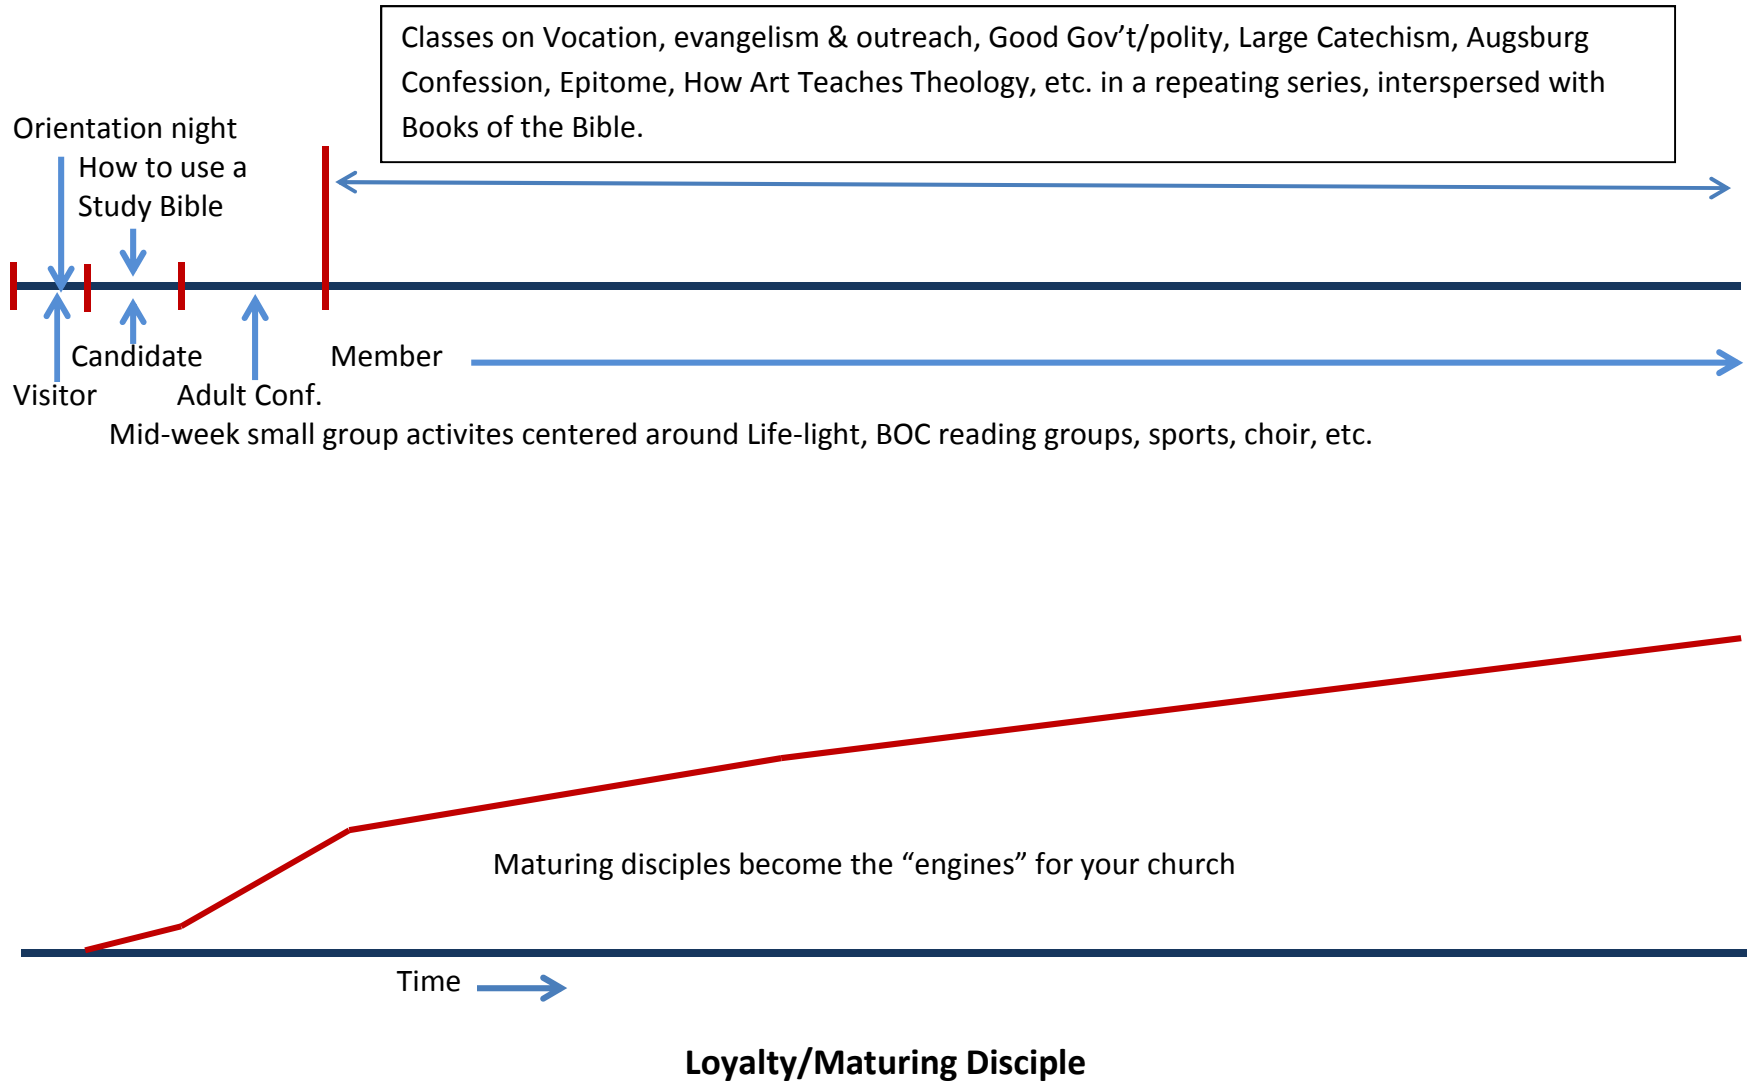 Classes on Vocation, evangelism & outreach, Good Gov’t/polity, Large Catechism, Augsburg
Confession, Epitome, How Art Teaches Theology, etc. in a repeating series, interspersed with
Books of the Bible.
Orientation night
How to use a
Study Bible
Candidate
Member
Visitor
Adult Conf.
Mid-week small group activites centered around Life-light, BOC reading groups, sports, choir, etc.
Maturing disciples become the “engines” for your church
Time
Loyalty/Maturing Disciple